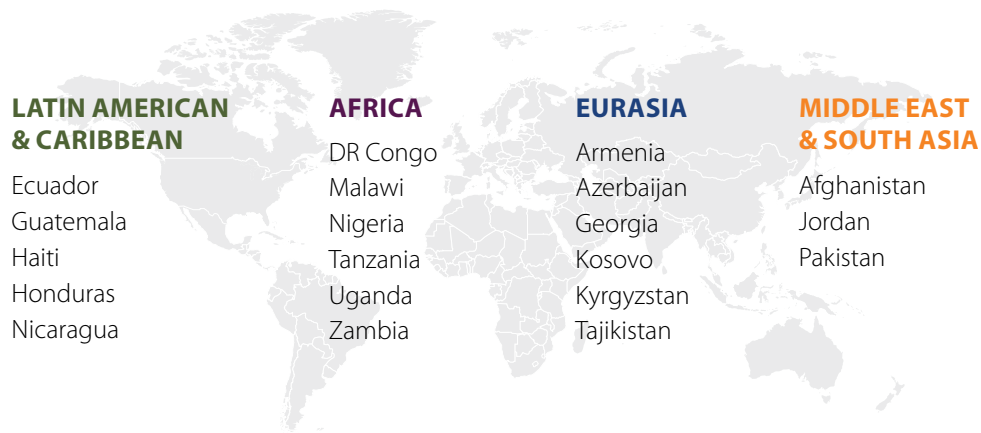 LATIN AMERICAN
& CARIBBEAN
Ecuador
Guatemala
Haiti
Honduras
Nicaragua
AFRICA
DR Congo
Malawi
Nigeria
Tanzania
Uganda
Zambia
EURASIA
Armenia
Azerbaijan
Georgia
Kosovo
Kyrgyzstan
Tajikistan
MIDDLE EAST
& SOUTH ASIA
Afghanistan
Jordan
Pakistan